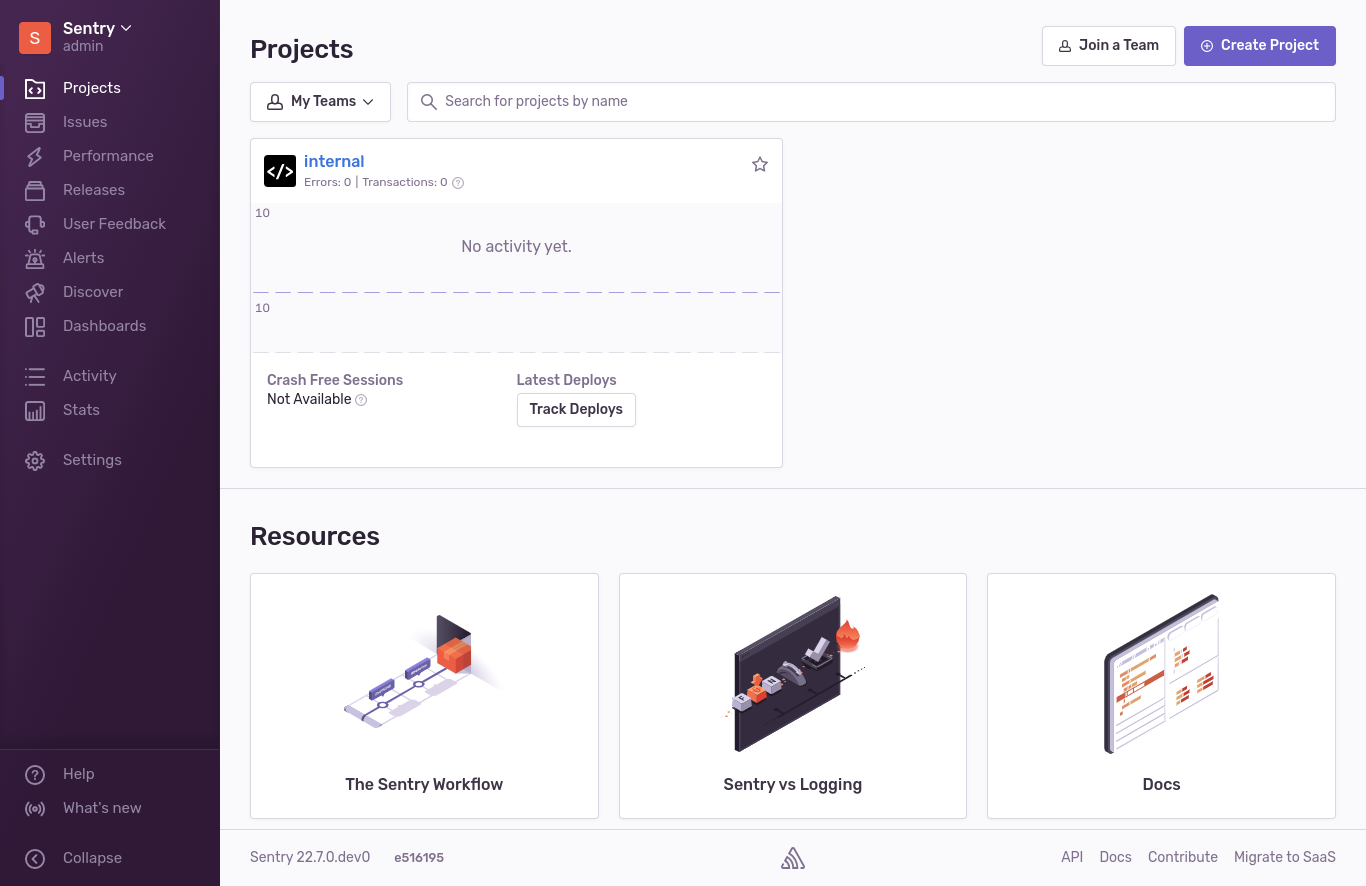 S
Sentry
admin
Projects
Issues
Performance
Releases
User Feedback
Alerts
Discover
Dashboards
Activity
Stats
Settings
Help
What's new
Collapse
Projects
Join a Team
Create Project
My Teams
Search for projects by name
</>
internal
Errors: 0 | Transactions: 0
10
No activity yet.
10
Crash Free Sessions
Not Available
Latest Deploys
Track Deploys
Resources
The Sentry Workflow
Sentry vs Logging
Docs
Sentry 22.7.0.dev0 e516195
API Docs Contribute Migrate to SaaS